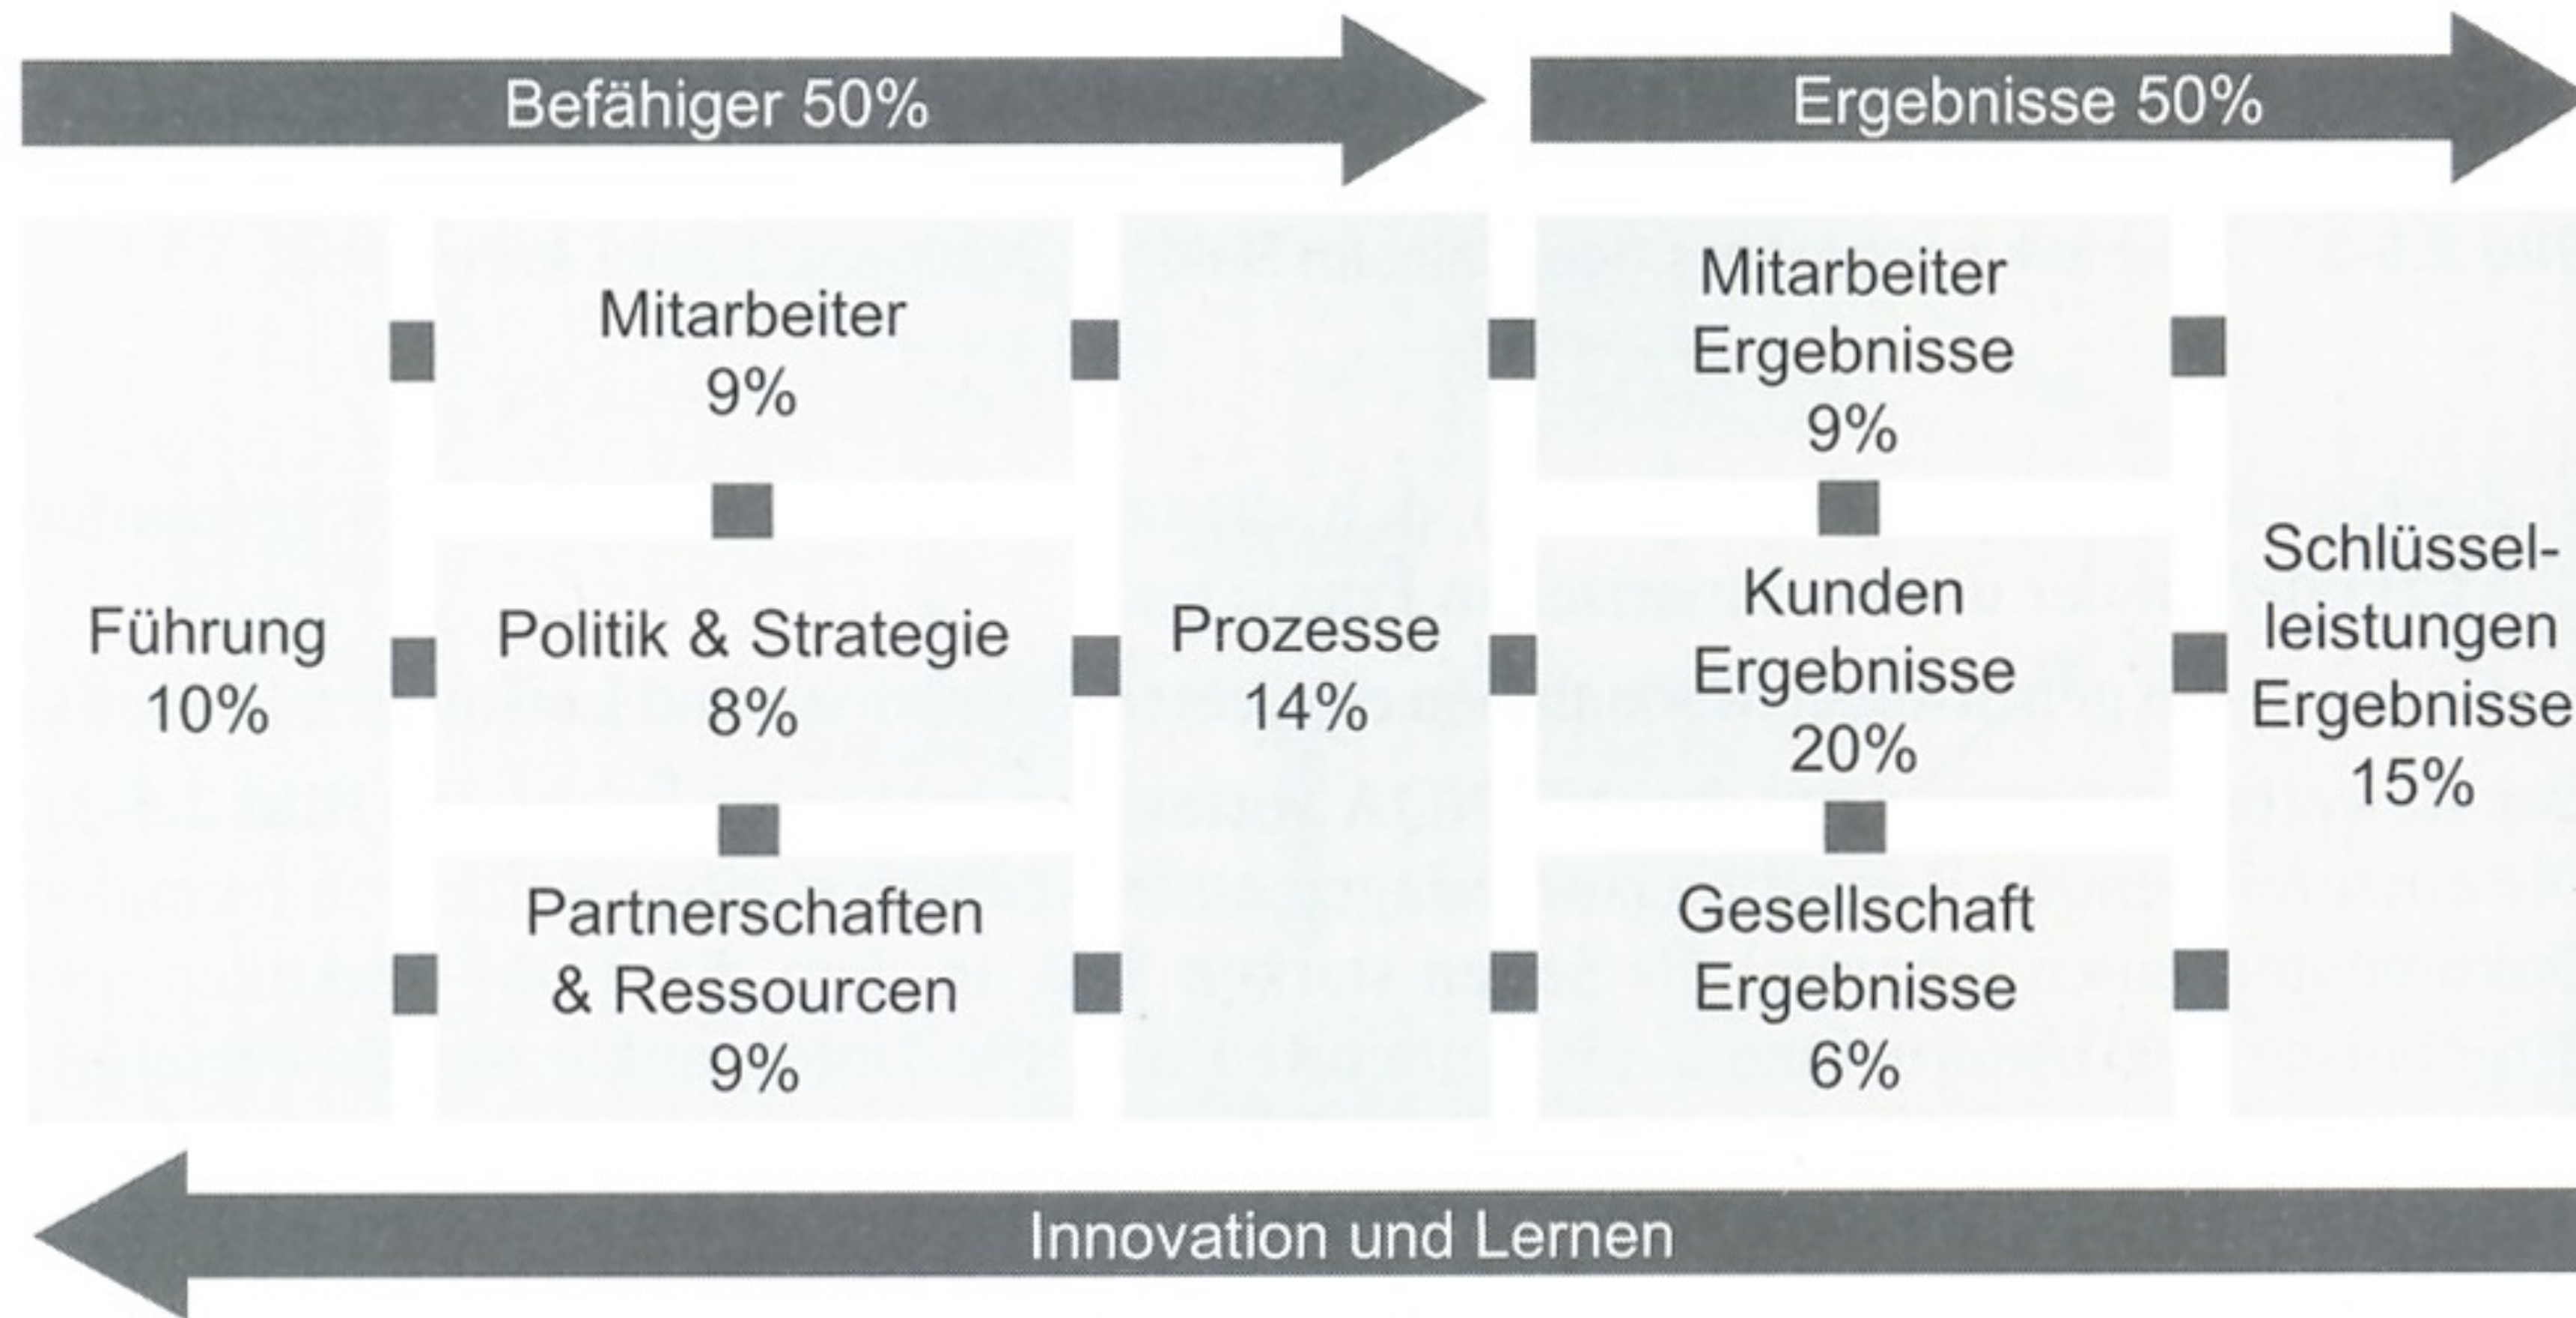 Befähiger 50%
Ergebnisse 50%
Führung
10%
Mitarbeiter
9%
Politik & Strategie
8%
Partnerschaften
& Ressourcen
9%
Prozesse
14%
Mitarbeiter
Ergebnisse
9%
Kunden
Ergebnisse
20%
Gesellschaft
Ergebnisse
6%
Schlüssel-
leistungen
Ergebnisse
15%
Innovation und Lernen